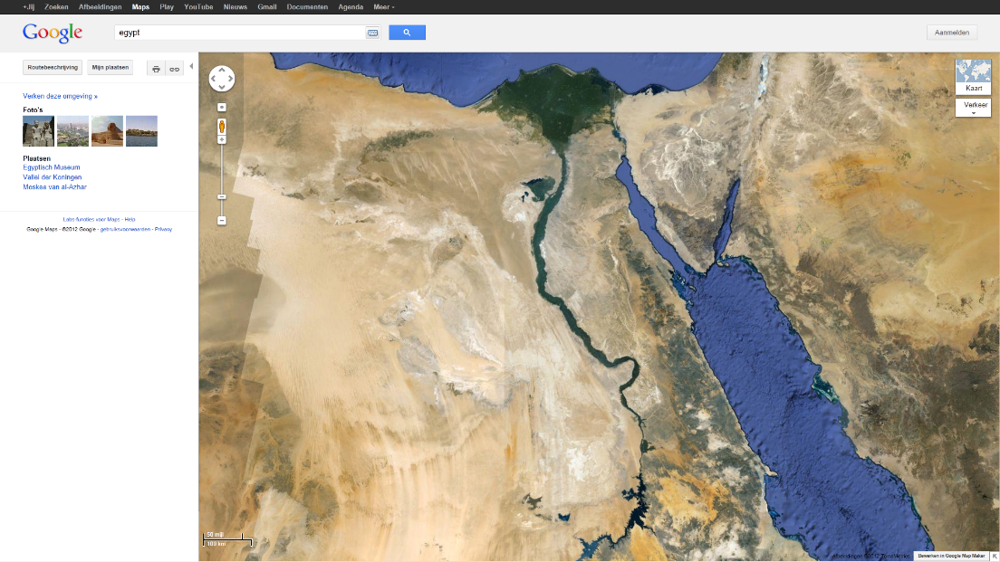 +Jij Zoeken Afbeeldingen Maps Play YouTube Nieuws Gmail Documenten Agenda Meer
Google
egypt
Aanmelden
Routebeschrijving Mijn plaatsen
Verken deze omgeving »
Foto's
Plaatsen
Egyptisch Museum
Vallei der Koningen
Moskee van al-Azhar
Labs-functies voor Maps - Help
Google Maps - ©2012 Google - gebruiksvoorwaarden - Privacy
Kaart
Verkeer
50 mijl
100 km
Afbeeldingen ©2012 TerraMetrics
Bewerken in Google Map Maker